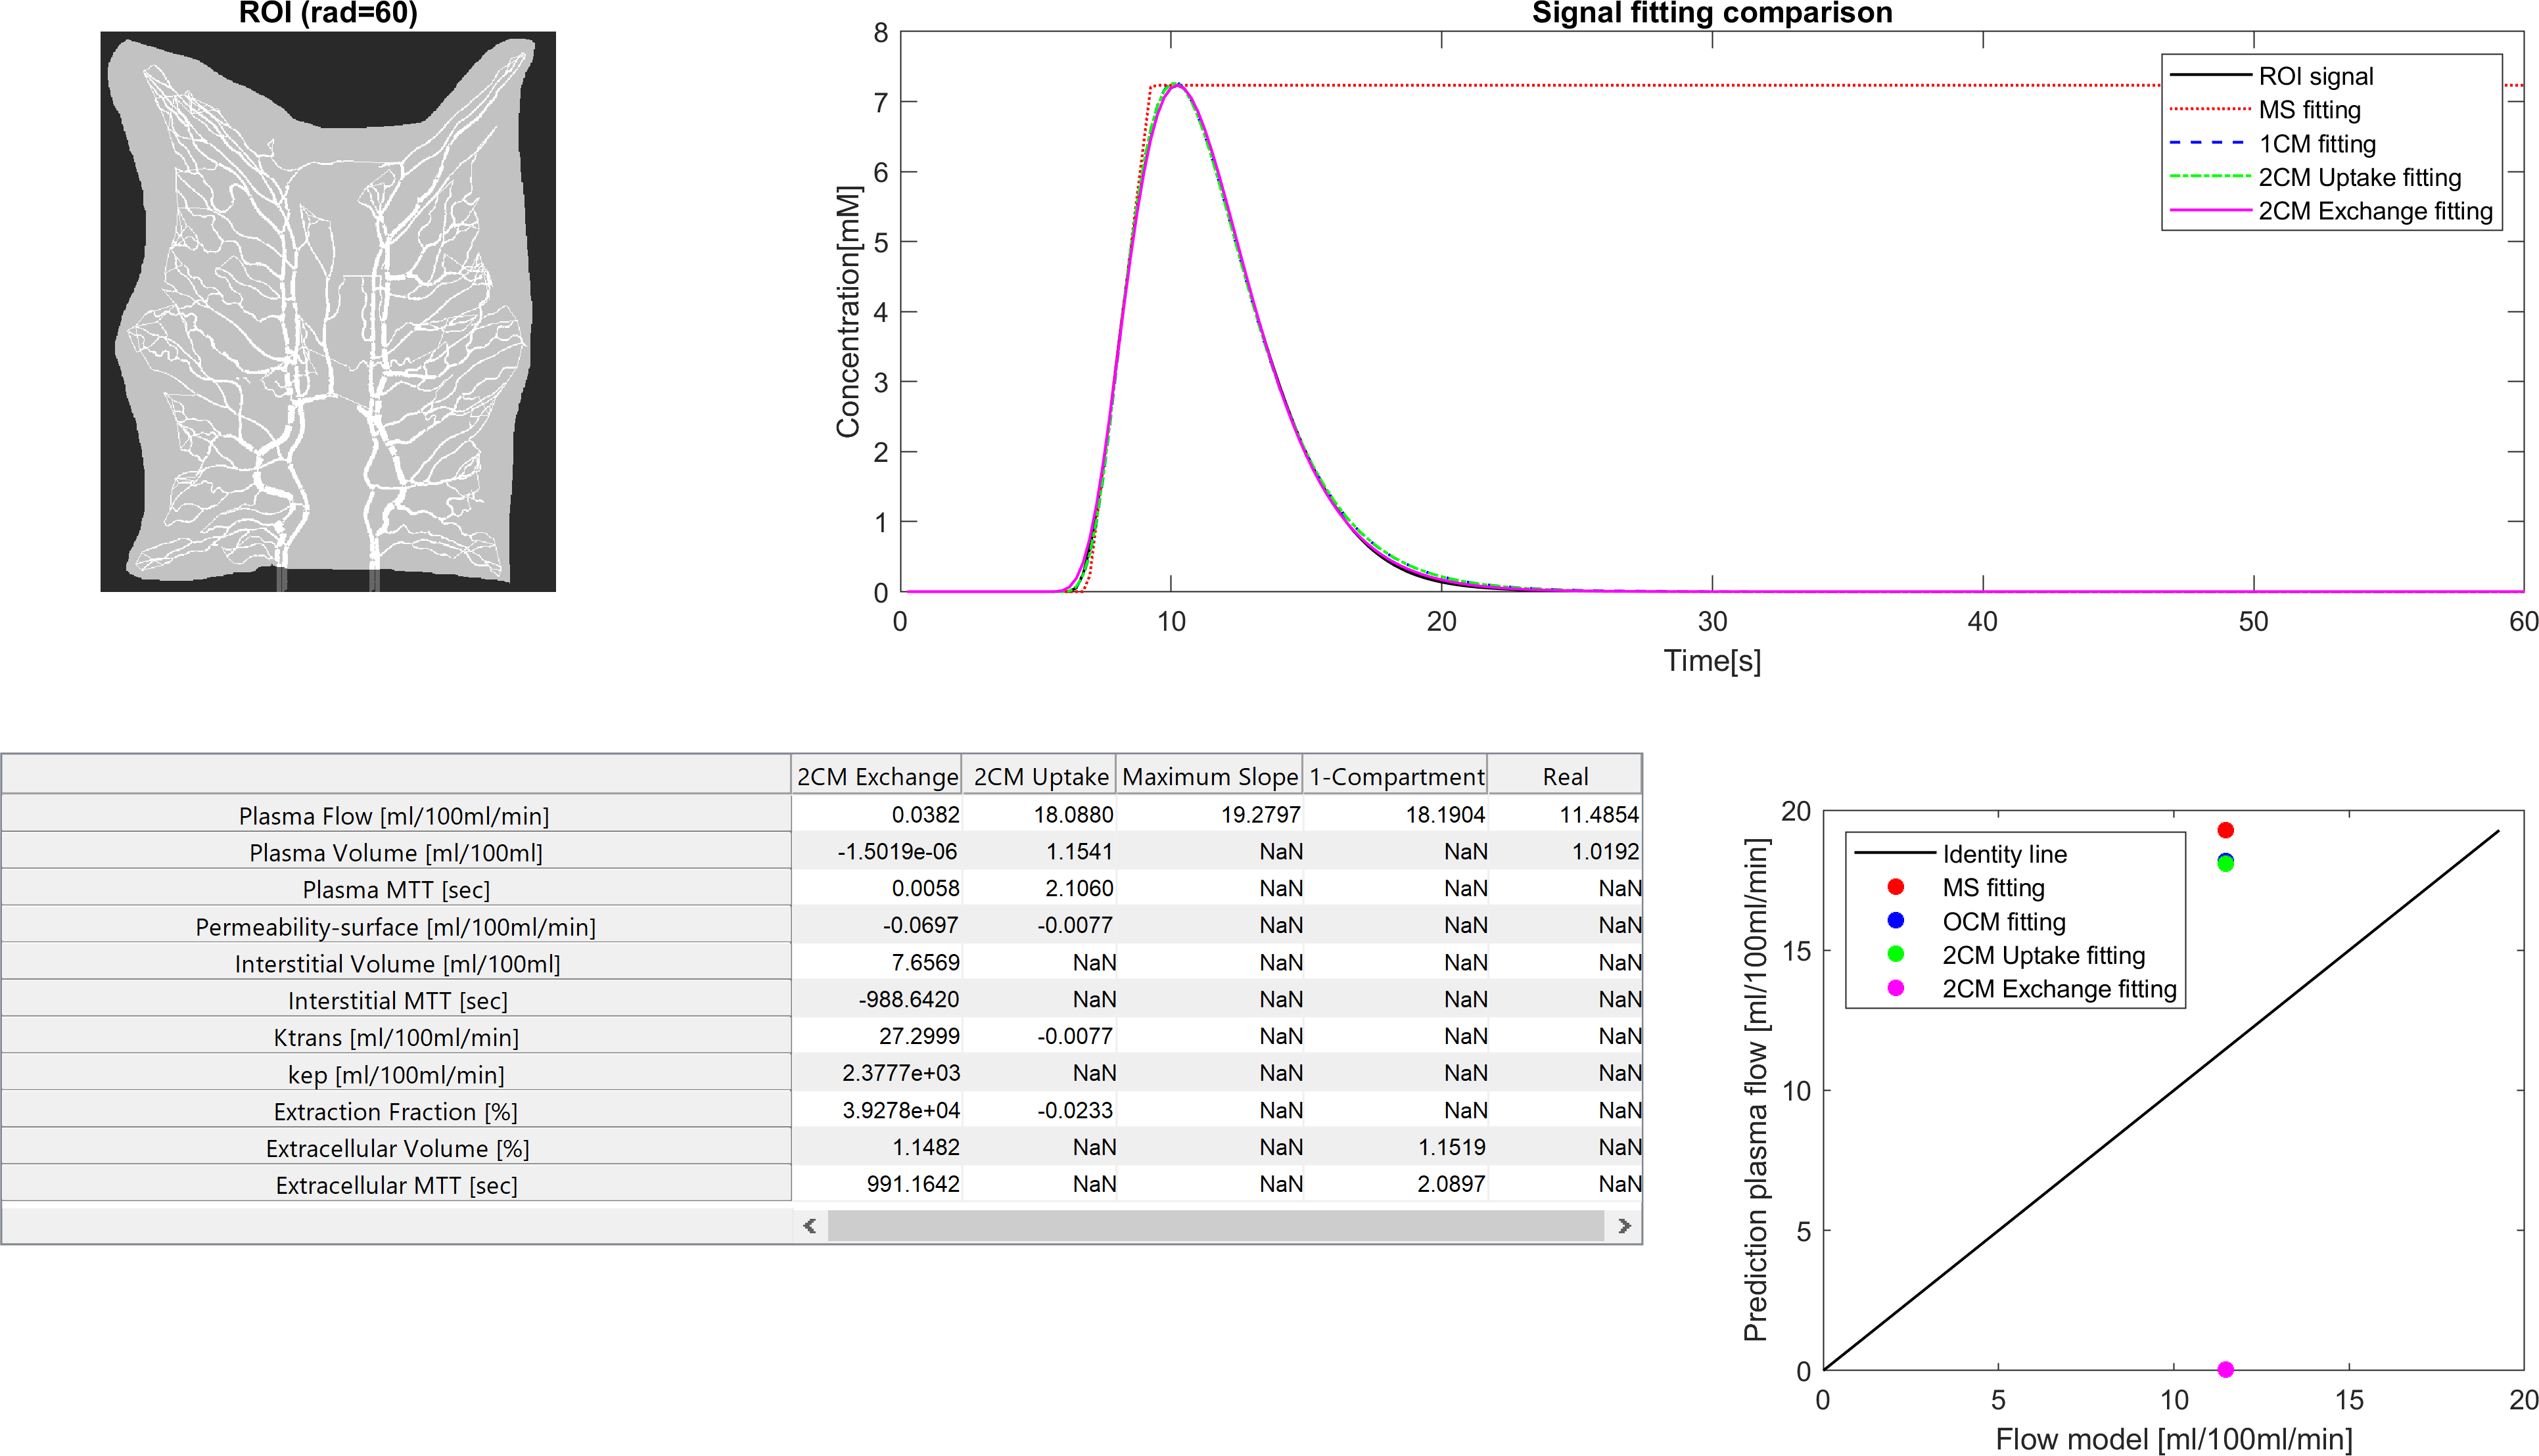 ROI (rad=60)
Signal fitting comparison
8
7
6
5
4
3
2
1
0
Concentration[mM]
0 10 20 30 40 50 60
Time[s]
ROI signal
MS fitting
1CM fitting
2CM Uptake fitting
2CM Exchange fitting
2CM Exchange 2CM Uptake Maximum Slope 1-Compartment Real
Plasma Flow [ml/100ml/min] 0.0382 18.0880 19.2797 18.1904 11.4854
Plasma Volume [ml/100ml] -1.5019e-06 1.1541 NaN NaN 1.0192
Plasma MTT [sec] 0.0058 2.1060 NaN NaN NaN
Permeability-surface [ml/100ml/min] -0.0697 -0.0077 NaN NaN NaN
Interstitial Volume [ml/100ml] 7.6569 NaN NaN NaN NaN
Interstitial MTT [sec] -988.6420 NaN NaN NaN NaN
Ktrans [ml/100ml/min] 27.2999 -0.0077 NaN NaN NaN
kep [ml/100ml/min] 2.3777e+03 NaN NaN NaN NaN
Extraction Fraction [%] 3.9278e+04 -0.0233 NaN NaN NaN
Extracellular Volume [%] 1.1482 NaN NaN 1.1519 NaN
Extracellular MTT [sec] 991.1642 NaN NaN 2.0897 NaN
20
15
10
5
0
Prediction plasma flow [ml/100ml/min]
Identity line
MS fitting
OCM fitting
2CM Uptake fitting
2CM Exchange fitting
0 5 10 15 20
Flow model [ml/100ml/min]